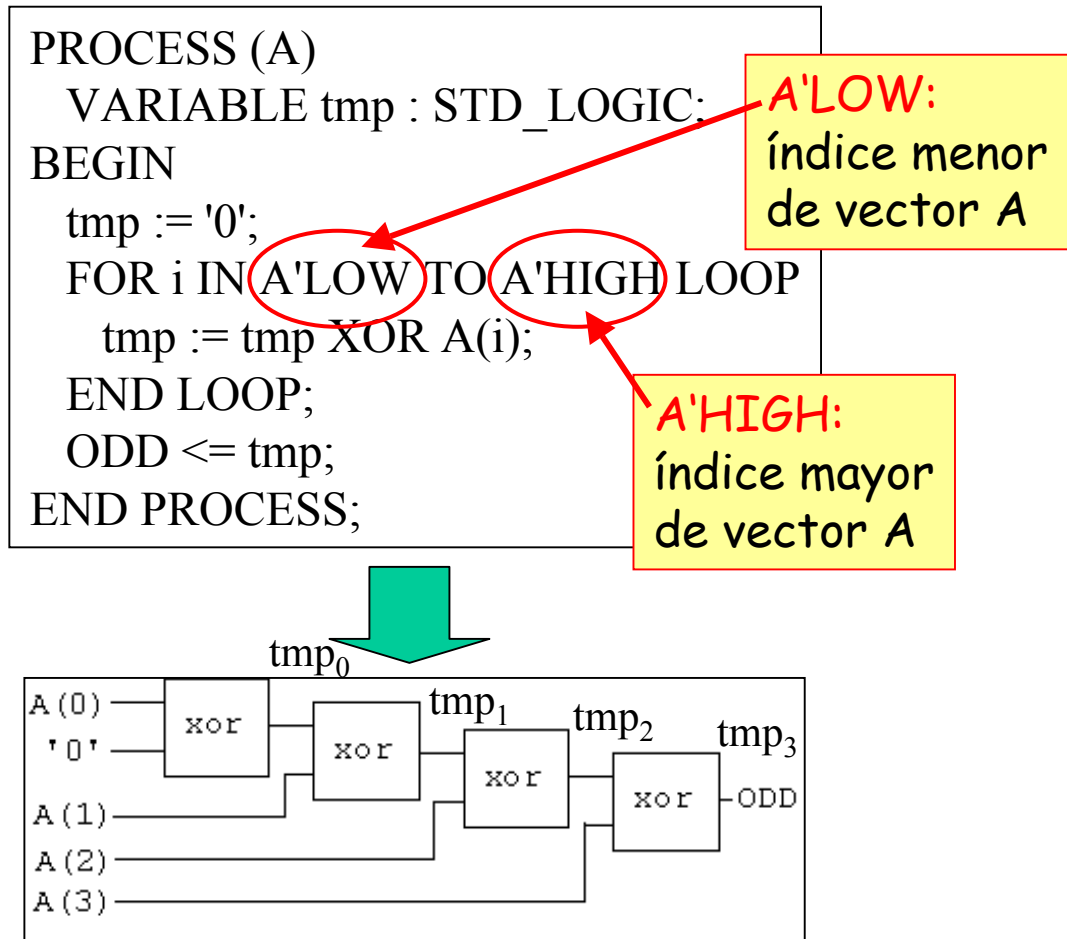 PROCESS (A)
VARIABLE tmp : STD_LOGIC;
BEGIN
tmp := '0';
FOR i IN A'LOW TO A'HIGH LOOP
tmp := tmp XOR A(i);
END LOOP;
ODD <= tmp;
END PROCESS;
A'LOW:
índice menor
de vector A
A'HIGH:
índice mayor
de vector A
tmp₀
tmp₁
tmp₂
tmp₃
A(0)
'0'
A(1)
A(2)
A(3)
xor
xor
xor
xor
ODD